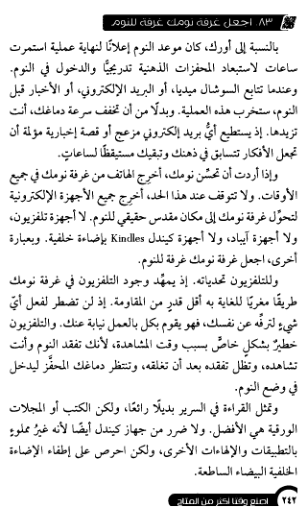 ٨٣. اجعل غرفة نومك غرفة للنوم
بالنسبة إلى أورك، كان موعد النوم إعلانًا لنهاية عملية استمرت
ساعات لاستبعاد المحفزات الذهنية تدريجيًّا والدخول في النوم.
وعندما تتابع السوشال ميديا، أو البريد الإلكتروني، أو الأخبار قبل
النوم، ستخرب هذه العملية. وبدلًا من أن تخفف سرعة دماغك، أنت
تزيدها. إذ يستطيع أيُّ بريد إلكتروني مزعج أو قصة إخبارية مؤلمة أن
تجعل الأفكار تتسابق في ذهنك وتبقيك مستيقظًا لساعاتٍ.
وإذا أردت أن تحسِّن نومك، أخرِج الهاتف من غرفة نومك في جميع
الأوقات. ولا تتوقف عند هذا الحد، أخرج جميع الأجهزة الإلكترونية
لتحوِّل غرفة نومك إلى مكان مقدس حقيقي للنوم. لا أجهزة تلفزيون،
ولا أجهزة آيباد، ولا أجهزة كيندل Kindles بإضاءة خلفية. وبعبارة
أخرى، اجعل غرفة نومك غرفة للنوم.
وللتلفزيون تحدياته. إذ يمهِّد وجود التلفزيون في غرفة نومك
طريقًا مغريًا للغاية به أقل قدرٍ من المقاومة. إذ لن تضطر لفعل أيّ
شيءٍ لترفِّه عن نفسك، فهو يقوم بكل بالعمل نيابة عنك. والتلفزيون
خطيرٌ بشكلٍ خاصٍّ بسبب وقت المشاهدة، لأنك تفقد النوم وأنت
تشاهده، وتظل تفقده بعد أن تغلقه، وتنتظر دماغك المحفَّز ليدخل
في وضع النوم.
وتمثل القراءة في السرير بديلًا رائعًا، ولكن الكتب أو المجلات
الورقية هي الأفضل. ولا ضرر من جهاز كيندل أيضًا لأنه غيرُ مملوءٍ
بالتطبيقات والإلهاءات الأخرى، ولكن احرص على إطفاء الإضاءة
الخلفية البيضاء الساطعة.
٢٤٢ اصنع وقتا أكثر من المتاح